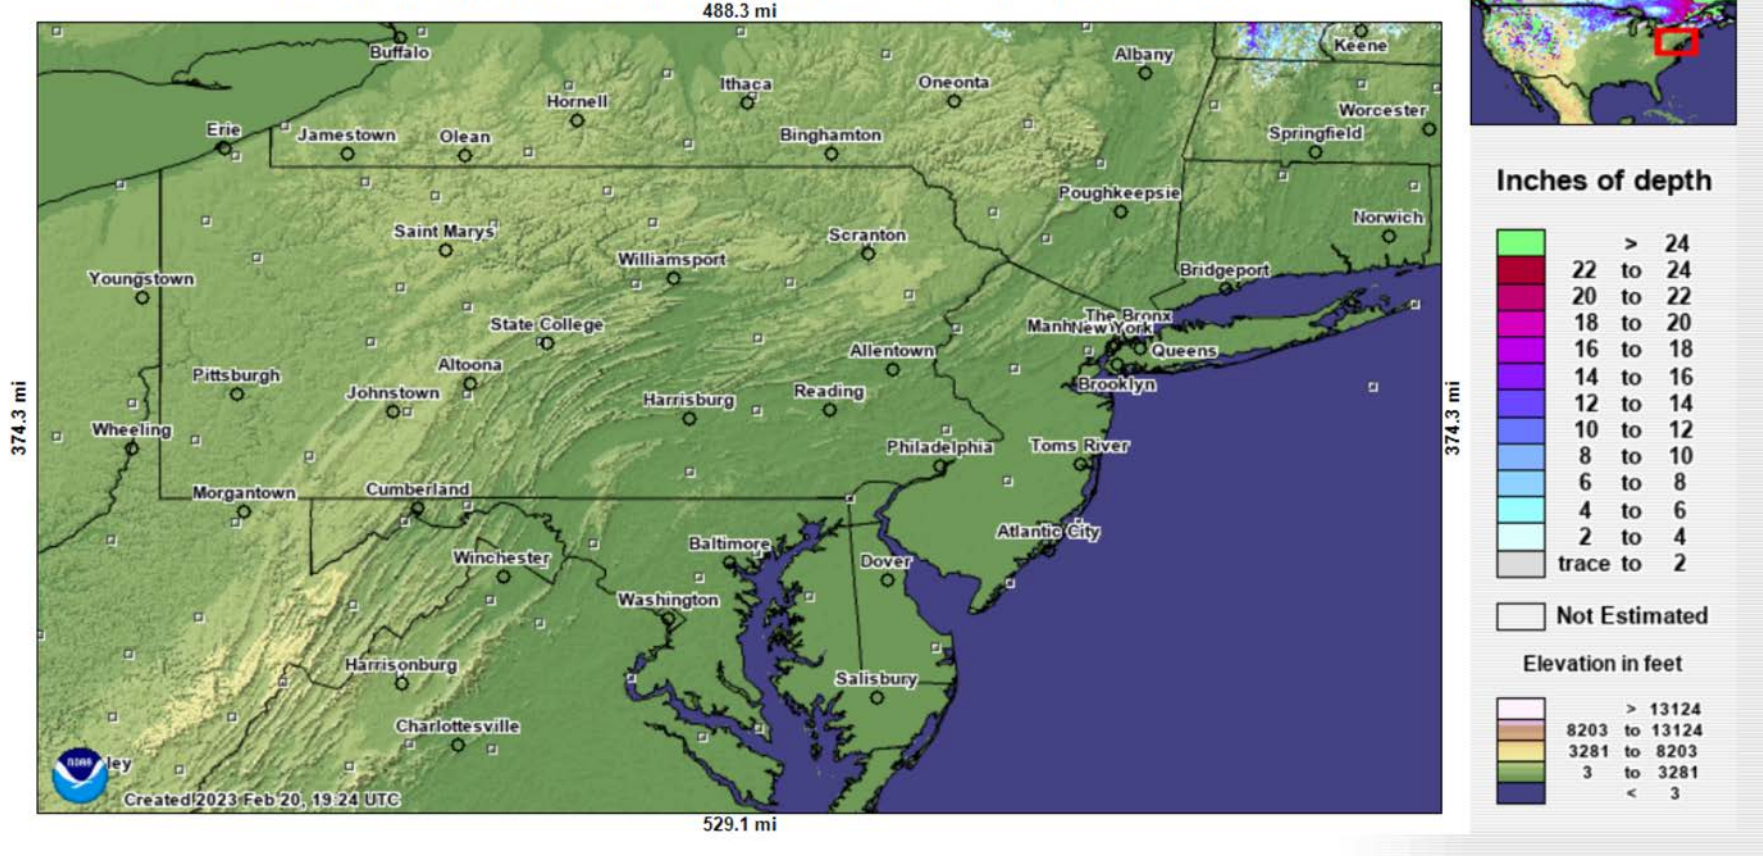 488.3 mi
Buffalo
Albany
Keene
Ithaca
Oneonta
Hornell
Worcester
Erie
Jamestown
Olean
Binghamton
Springfield
Poughkeepsie
Norwich
Saint Marys
Scranton
Williamsport
Youngstown
Bridgeport
The Bronx
State College
Manh
New York
Allentown
Queens
Altoona
Pittsburgh
Johnstown
Harrisburg
Reading
Brooklyn
374.3 mi
374.3 mi
Wheeling
Philadelphia
Toms River
Morgantown
Cumberland
Atlantic City
Baltimore
Winchester
Dover
Washington
Harrisonburg
Salisbury
Charlottesville
noaa
ley
Created 2023 Feb 20, 19:24 UTC
529.1 mi
Inches of depth
> 24
22 to 24
20 to 22
18 to 20
16 to 18
14 to 16
12 to 14
10 to 12
8 to 10
6 to 8
4 to 6
2 to 4
trace to 2
Not Estimated
Elevation in feet
> 13124
8203 to 13124
3281 to 8203
3 to 3281
< 3